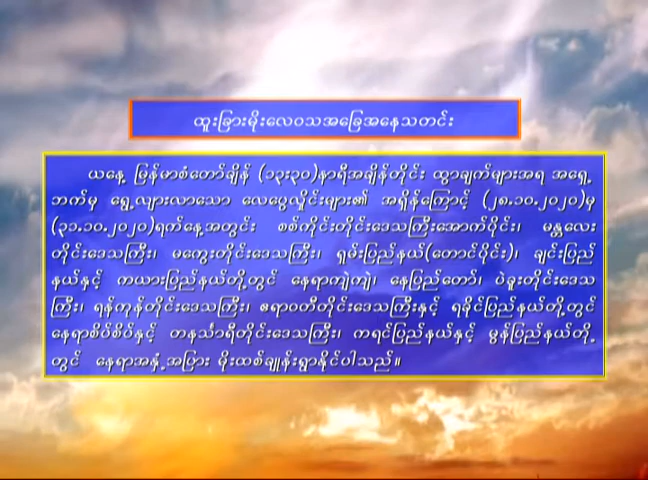 ထူးခြားမိုးလေဝသအခြေအနေသတင်း
ယနေ့ မြန်မာစံတော်ချိန် (၁၃း၃၀)နာရီအချိန်တိုင်း ထွာချက်များအရ အရှေ့
ဘက်မှ ရွေ့လျားလာသော လေပွေလှိုင်းများ၏ အရှိန်ကြောင့် (၂၈.၁၀.၂၀၂၀)မှ
(၃၁.၁၀.၂၀၂၀)ရက်နေ့အတွင်း စစ်ကိုင်းတိုင်းဒေသကြီးအောက်ပိုင်း၊ မန္တလေး
တိုင်းဒေသကြီး၊ မကွေးတိုင်းဒေသကြီး၊ ရှမ်းပြည်နယ်(တောင်ပိုင်း)၊ ချင်းပြည်
နယ်နှင့် ကယားပြည်နယ်တို့တွင် နေရာကျဲကျဲ၊ နေပြည်တော်၊ ပဲခူးတိုင်းဒေသ
ကြီး၊ ရန်ကုန်တိုင်းဒေသကြီး၊ ဧရာဝတီတိုင်းဒေသကြီးနှင့် ရခိုင်ပြည်နယ်တို့တွင်
နေရာစိပ်စိပ်နှင့် တနင်္သာရီတိုင်းဒေသကြီး၊ ကရင်ပြည်နယ်နှင့် မွန်ပြည်နယ်တို့
တွင် နေရာအနှံ့အပြား မိုးထစ်ချုန်းရွာနိုင်ပါသည်။